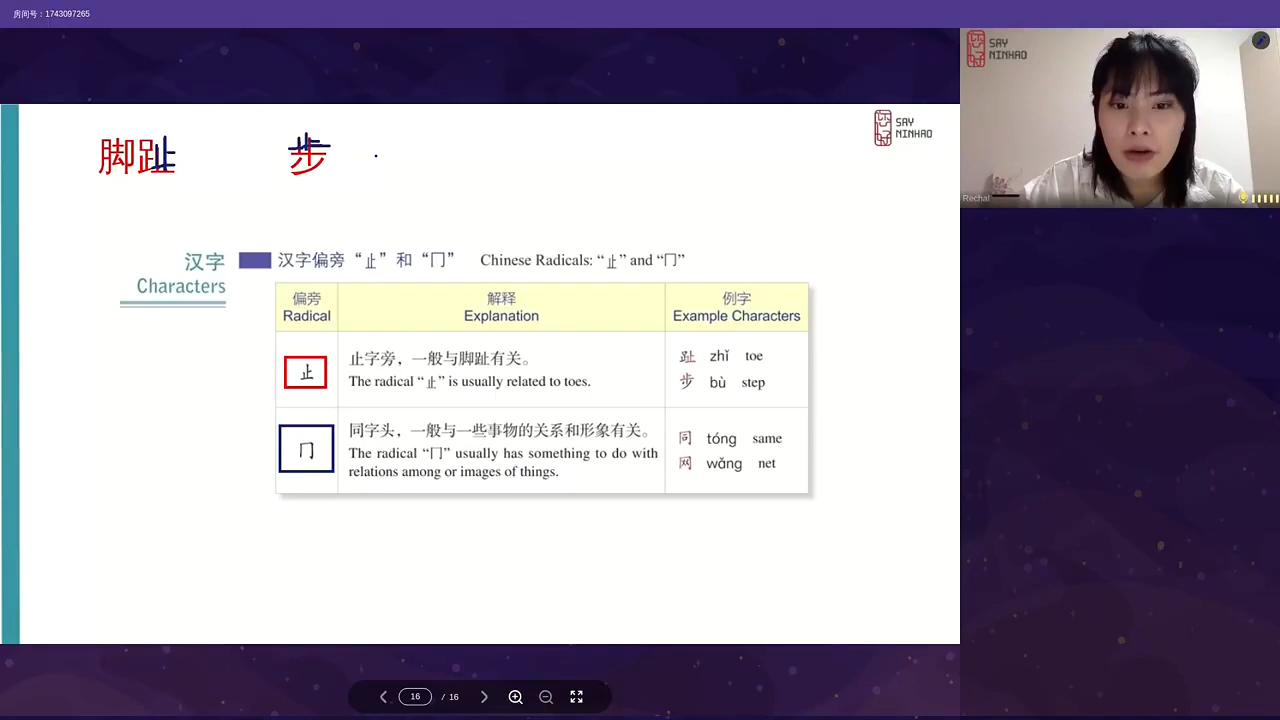 房间号：1743097265
SAY
NINHAO
SAY
NINHAO
Rechal
脚趾 步
汉字
Characters
汉字偏旁“止”和“冂” Chinese Radicals: “止” and “冂”
偏旁 解释 例字
Radical Explanation Example Characters
止 止字旁，一般与脚趾有关。 趾 zhǐ toe
The radical “止” is usually related to toes. 步 bù step
冂 同字头，一般与一些事物的关系和形象有关。 同 tóng same
The radical “冂” usually has something to do with 网 wǎng net
relations among or images of things.
16 / 16